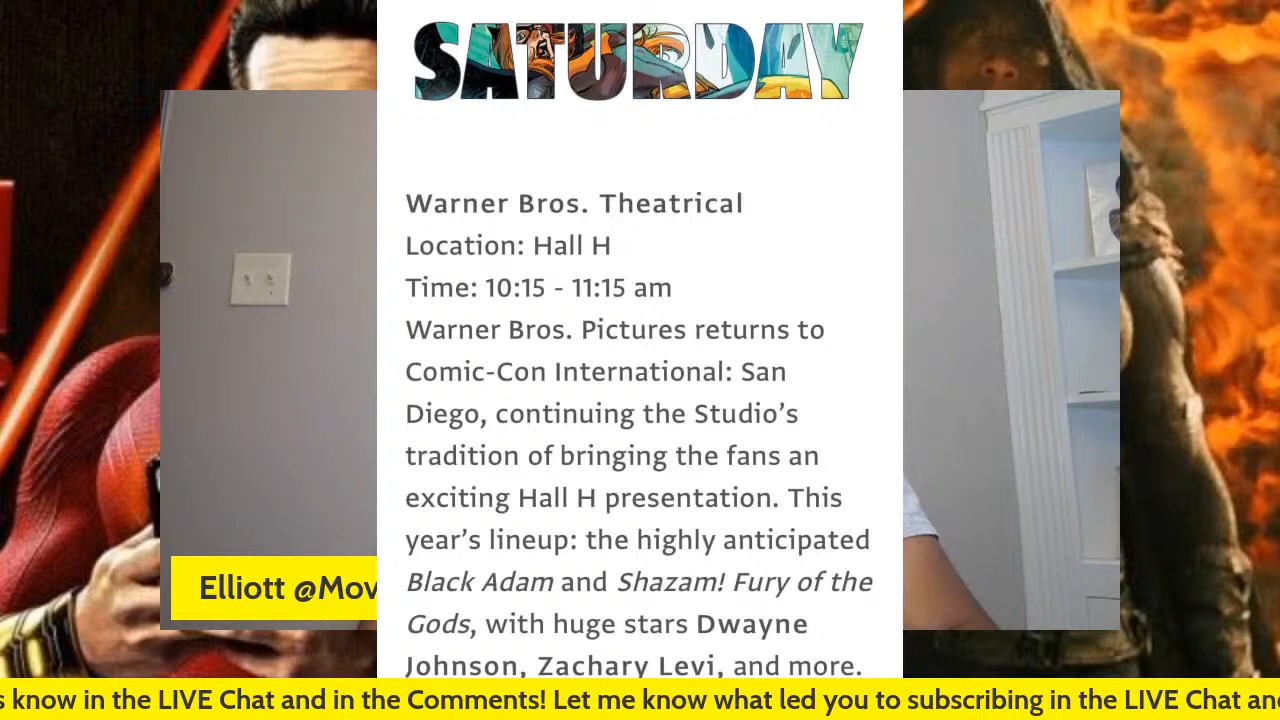 SATURDAY
Warner Bros. Theatrical
Location: Hall H
Time: 10:15 - 11:15 am
Warner Bros. Pictures returns to
Comic-Con International: San
Diego, continuing the Studio’s
tradition of bringing the fans an
exciting Hall H presentation. This
year’s lineup: the highly anticipated
Black Adam and Shazam! Fury of the
Gods, with huge stars Dwayne
Johnson, Zachary Levi, and more.
Elliott @Mov
s know in the LIVE Chat and in the Comments! Let me know what led you to subscribing in the LIVE Chat and